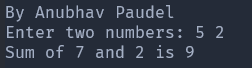 By Anubhav Paudel
Enter two numbers: 5 2
Sum of 7 and 2 is 9